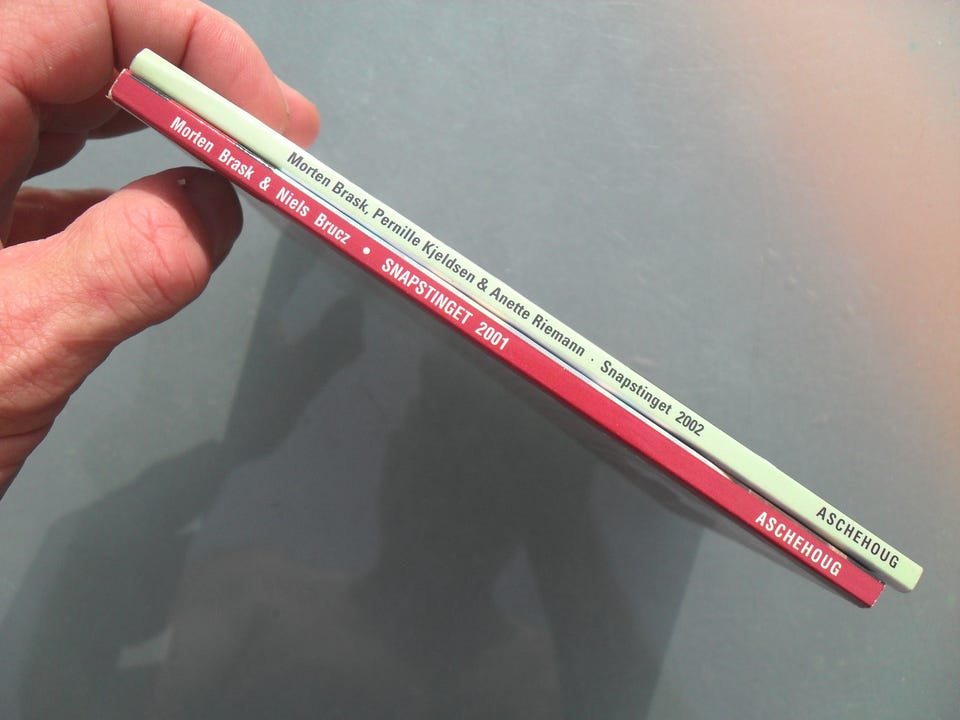 Morten Brask, Pernille Kjeldsen & Anette Riemann · Snapstinget 2002 ASCHEHOUG
Morten Brask & Niels Brucz • SNAPSTINGET 2001 ASCHEHOUG